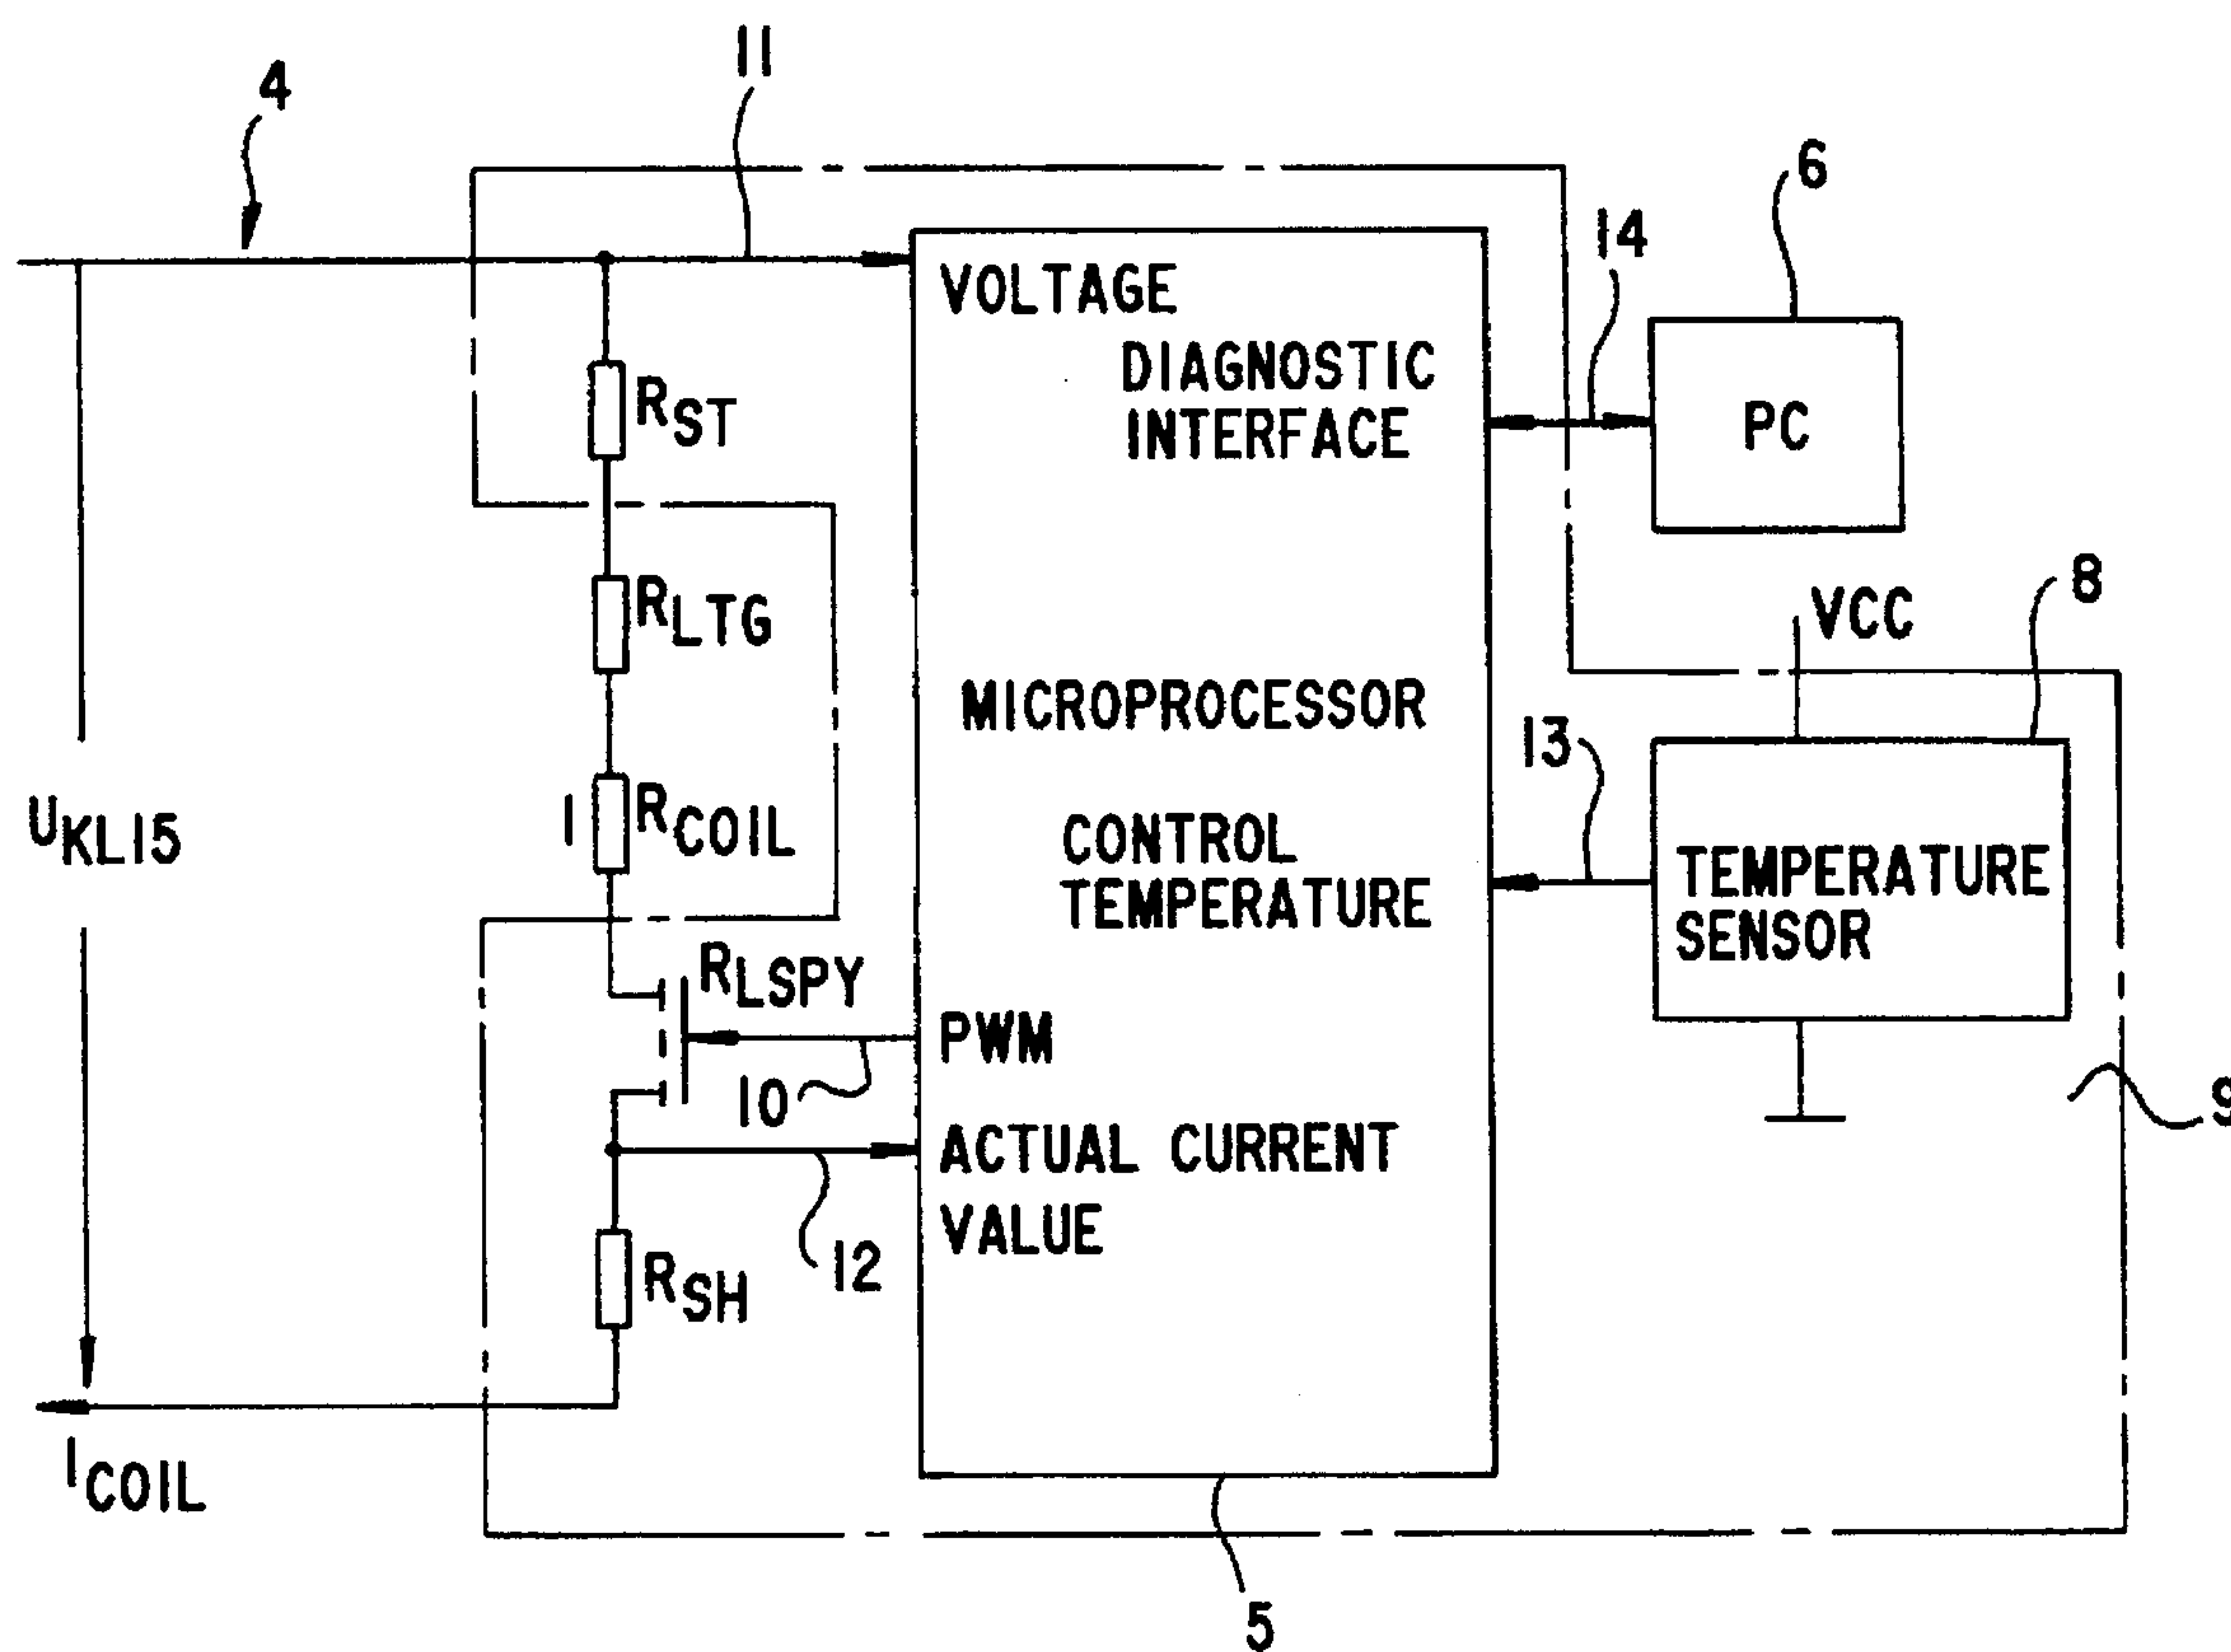 11
4
6
14
VOLTAGE
DIAGNOSTIC
INTERFACE
PC
RST
8
VCC
RLTG
MICROPROCESSOR
13
1
RCOIL
UKL15
CONTROL
TEMPERATURE
TEMPERATURE
SENSOR
RLSPY
PWM
10
9
ACTUAL CURRENT
VALUE
12
RSH
ICOIL
5